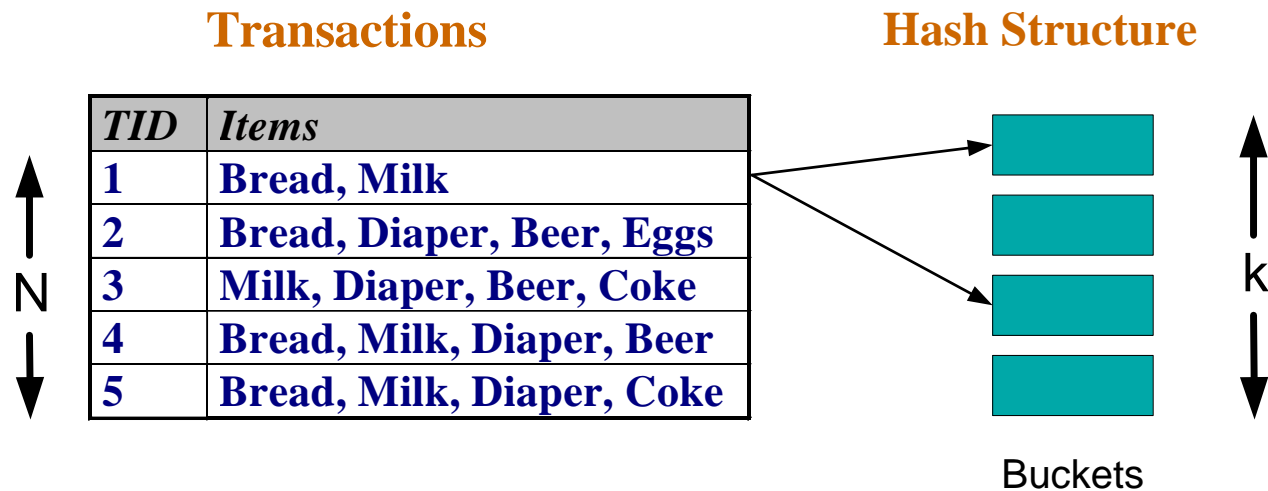 Transactions
Hash Structure
TID Items
1 Bread, Milk
2 Bread, Diaper, Beer, Eggs
3 Milk, Diaper, Beer, Coke
4 Bread, Milk, Diaper, Beer
5 Bread, Milk, Diaper, Coke
N
k
Buckets